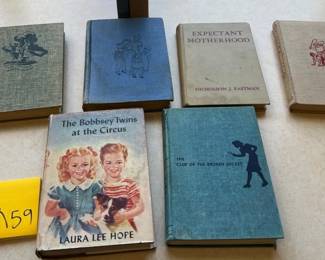 EXPECTANT
MOTHERHOOD
NICHOLSON J. EASTMAN
The Bobbsey Twins
at the Circus
LAURA LEE HOPE
THE
CLUE OF THE BROKEN LOCKET
159